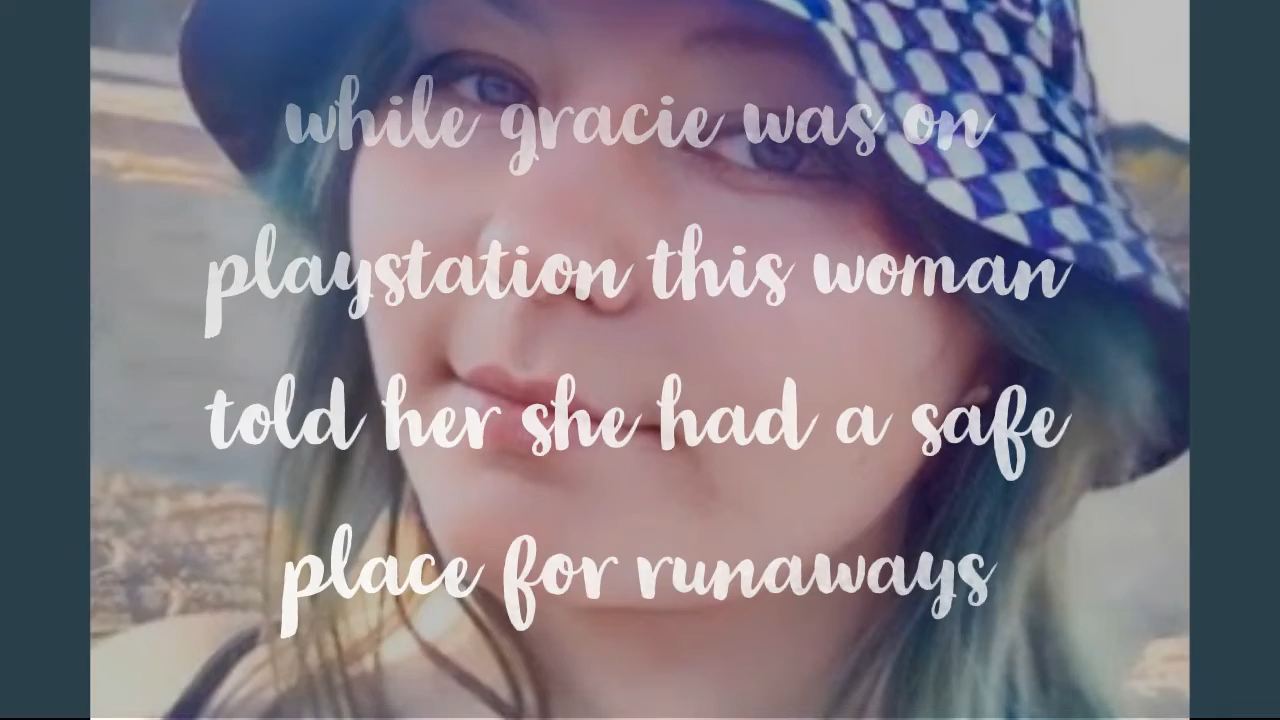 while gracie was on
playstation this woman
told her she had a safe
place for runaways